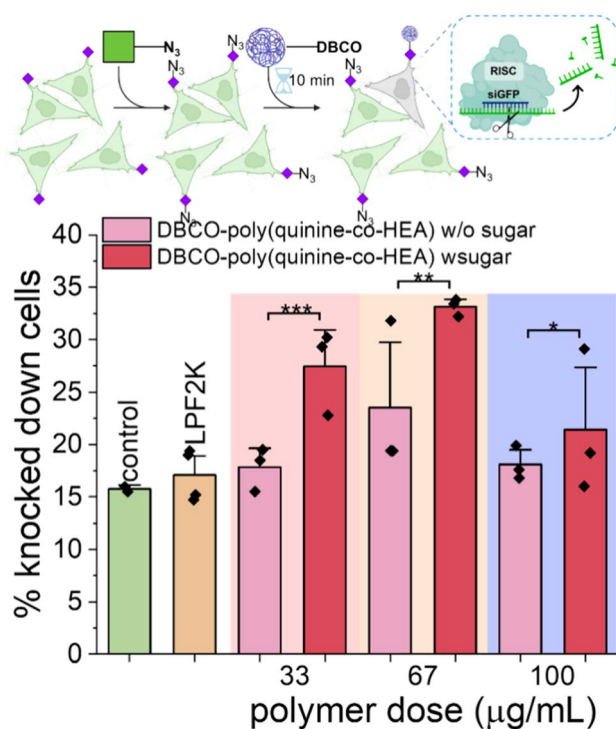 N₃
N₃
N₃
DBCO
N₃
10 min
N₃
N₃
N₃
N₃
RISC
siGFP
% knocked down cells
40
35
30
25
20
15
10
5
0
DBCO-poly(quinine-co-HEA) w/o sugar
DBCO-poly(quinine-co-HEA) wsugar
control
LPF2K
***
**
*
33
67
100
polymer dose (μg/mL)